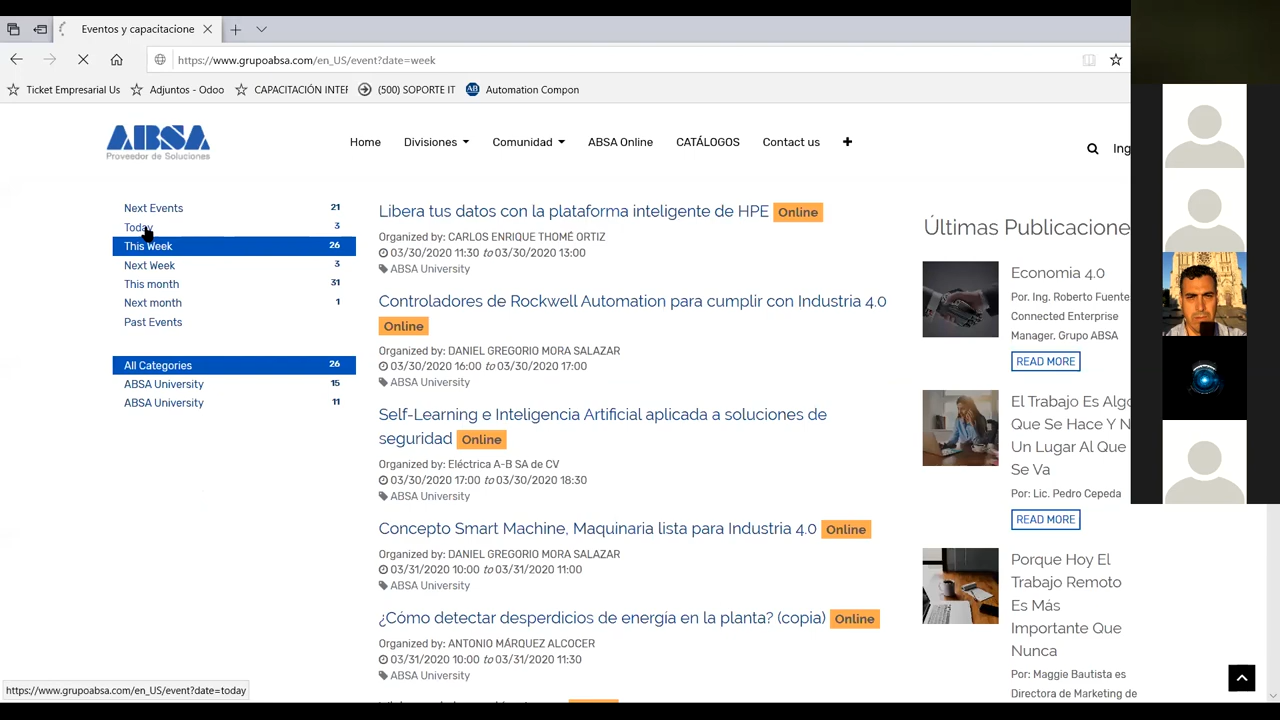 Eventos y capacitacione
https://www.grupoabsa.com/en_US/event?date=week
Ticket Empresarial Us
Adjuntos - Odoo
CAPACITACIÓN INTEF
(500) SOPORTE IT
AB
Automation Compon
ABSA
Proveedor de Soluciones
Home
Divisiones
Comunidad
ABSA Online
CATÁLOGOS
Contact us
Ing
Next Events 21
Today 3
This Week 26
Next Week 3
This month 31
Next month 1
Past Events
All Categories 26
ABSA University 15
ABSA University 11
Libera tus datos con la plataforma inteligente de HPE Online
Organized by: CARLOS ENRIQUE THOMÉ ORTIZ
03/30/2020 11:30 to 03/30/2020 13:00
ABSA University
Controladores de Rockwell Automation para cumplir con Industria 4.0
Online
Organized by: DANIEL GREGORIO MORA SALAZAR
03/30/2020 16:00 to 03/30/2020 17:00
ABSA University
Self-Learning e Inteligencia Artificial aplicada a soluciones de
seguridad Online
Organized by: Eléctrica A-B SA de CV
03/30/2020 17:00 to 03/30/2020 18:30
ABSA University
Concepto Smart Machine, Maquinaria lista para Industria 4.0 Online
Organized by: DANIEL GREGORIO MORA SALAZAR
03/31/2020 10:00 to 03/31/2020 11:00
ABSA University
¿Cómo detectar desperdicios de energía en la planta? (copia) Online
Organized by: ANTONIO MÁRQUEZ ALCOCER
03/31/2020 10:00 to 03/31/2020 11:30
ABSA University
Últimas Publicacione
Economia 4.0
Por. Ing. Roberto Fuente
Connected Enterprise
Manager. Grupo ABSA
READ MORE
El Trabajo Es Algo
Que Se Hace Y N
Un Lugar Al Que
Se Va
Por: Lic. Pedro Cepeda
READ MORE
Porque Hoy El
Trabajo Remoto
Es Más
Importante Que
Nunca
Por: Maggie Bautista es
Directora de Marketing de
https://www.grupoabsa.com/en_US/event?date=today